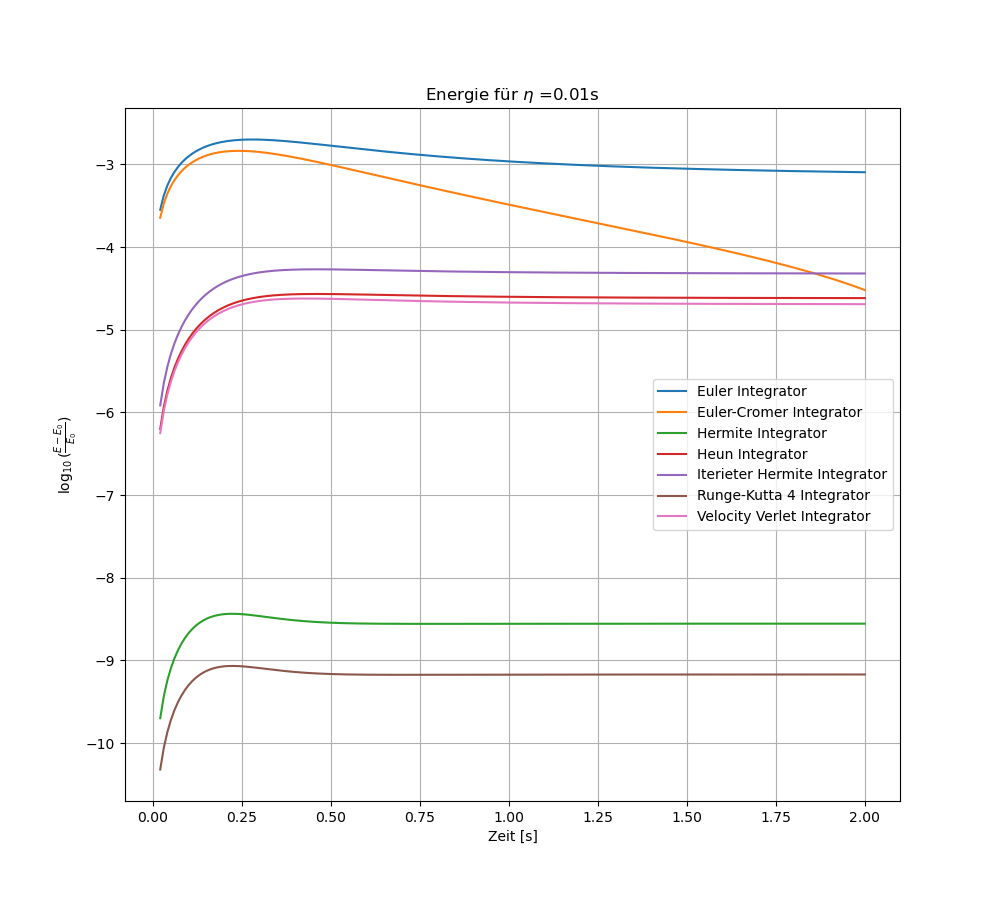 Energie für η =0.01s
−3
−4
−5
−6
−7
−8
−9
−10
log₁₀ (E − E₀ / E₀)
Euler Integrator
Euler-Cromer Integrator
Hermite Integrator
Heun Integrator
Iterieter Hermite Integrator
Runge-Kutta 4 Integrator
Velocity Verlet Integrator
0.00 0.25 0.50 0.75 1.00 1.25 1.50 1.75 2.00
Zeit [s]